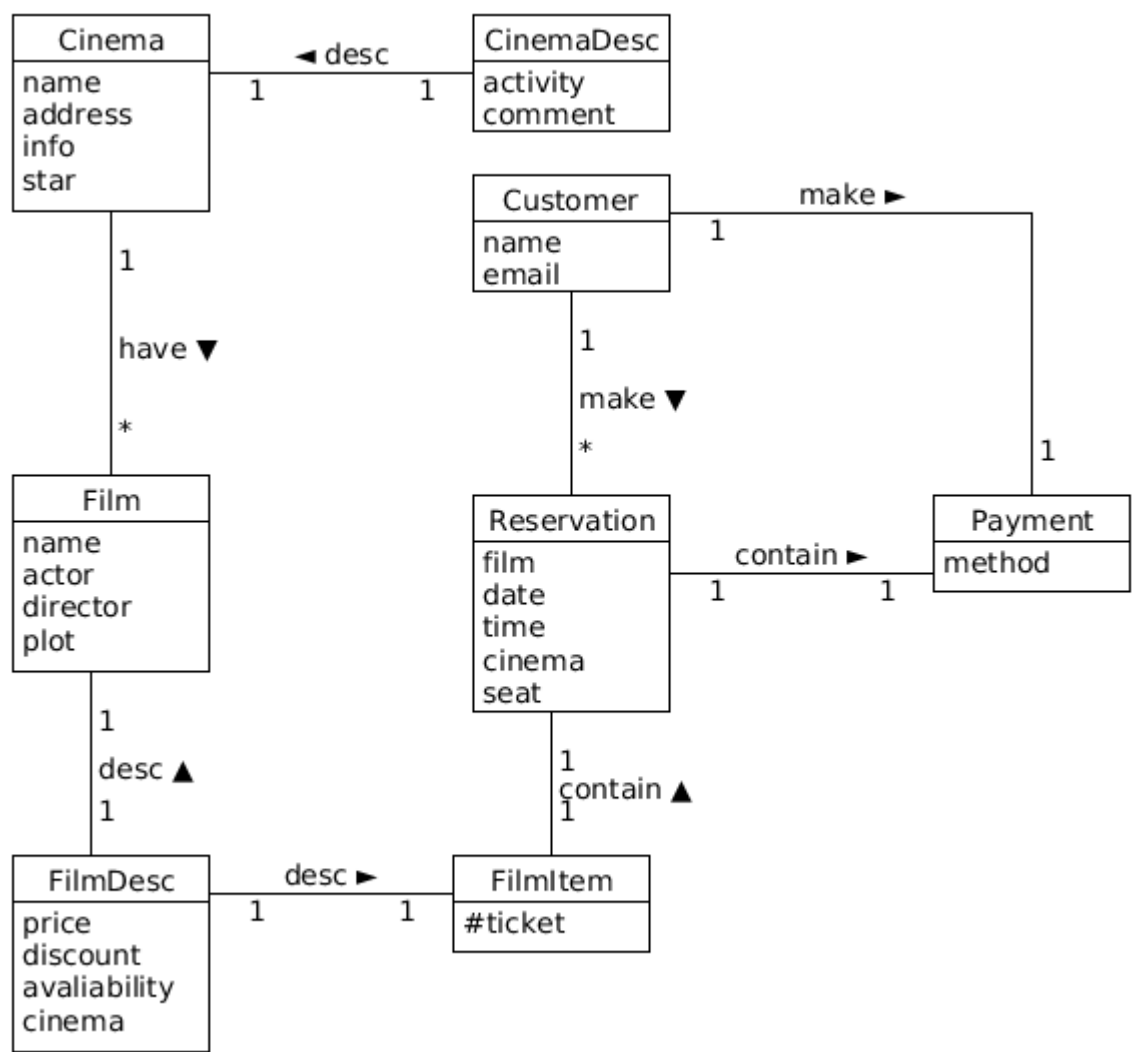 Cinema
name
address
info
star
◄ desc
1
1
CinemaDesc
activity
comment
Customer
name
email
make ►
1
1
1
have ▼
*
1
make ▼
*
Film
name
actor
director
plot
Reservation
film
date
time
cinema
seat
contain ►
1
1
Payment
method
1
desc ▲
1
1
contain ▲
1
FilmDesc
price
discount
avaliability
cinema
desc ►
1
1
FilmItem
#ticket